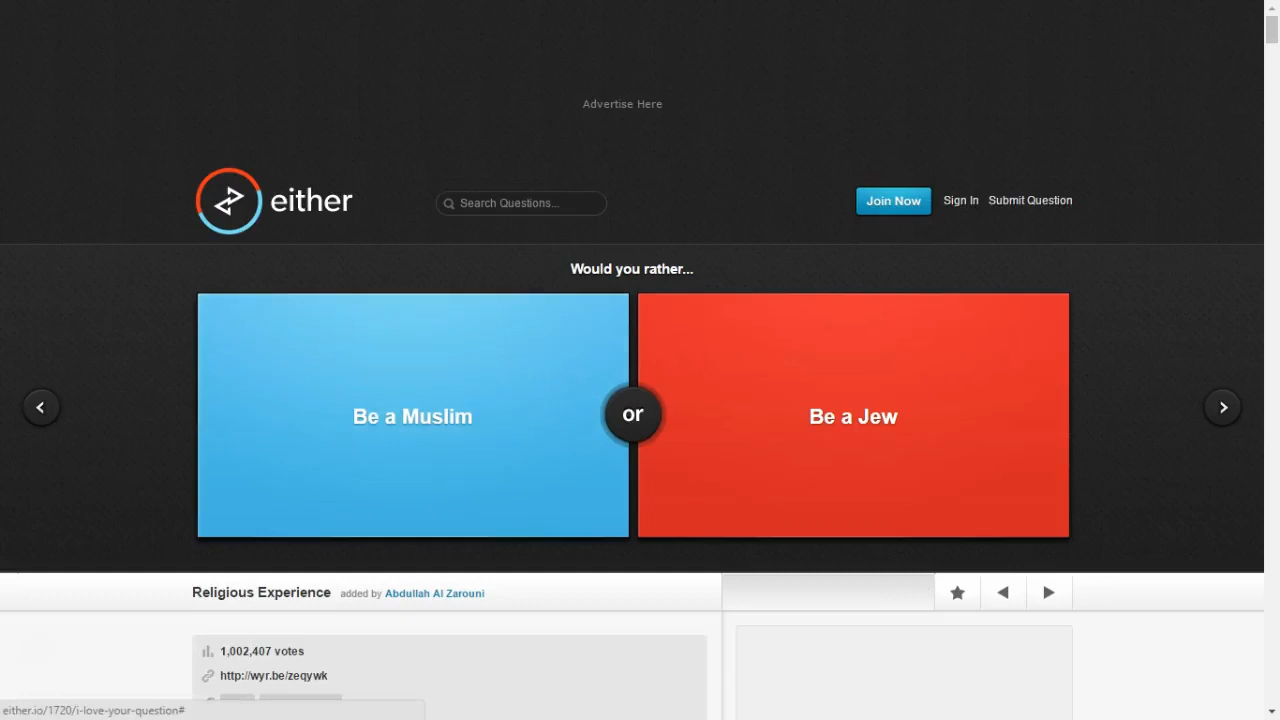 Advertise Here
either
Search Questions...
Join Now
Sign In
Submit Question
Would you rather...
Be a Muslim
or
Be a Jew
Religious Experience added by Abdullah Al Zarouni
1,002,407 votes
http://wyr.be/zeqywk
either.io/1720/i-love-your-question#